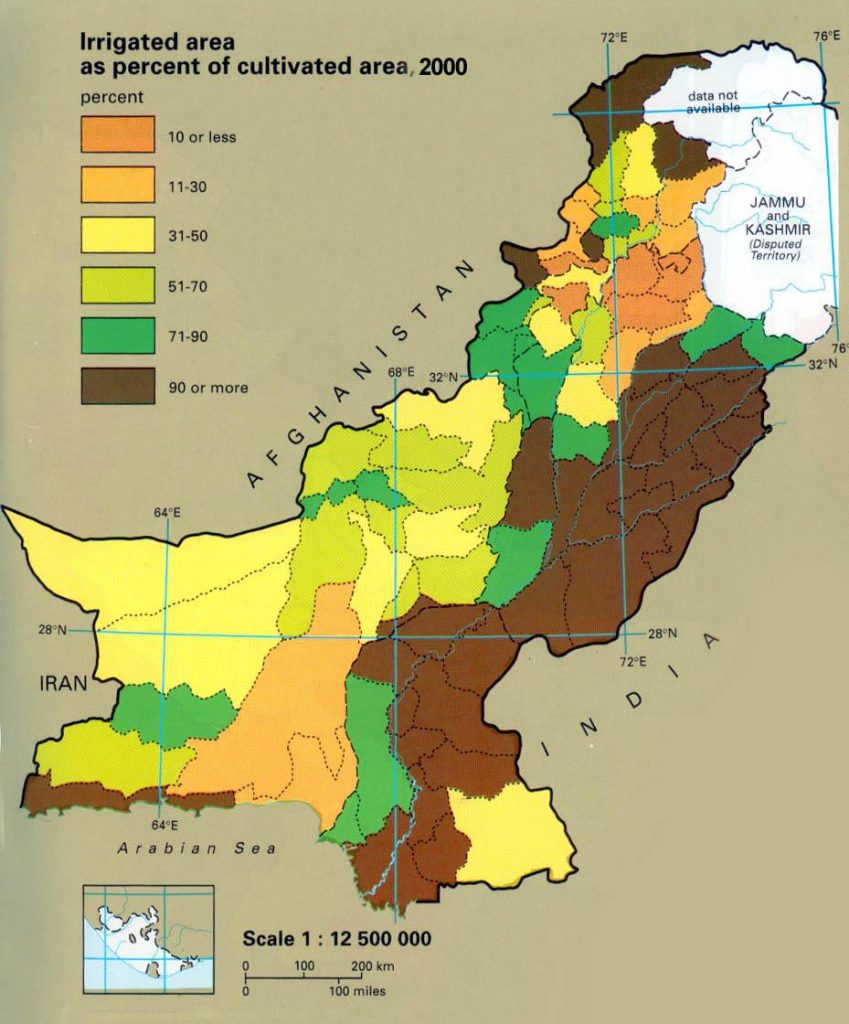 Irrigated area
as percent of cultivated area, 2000
percent
10 or less
11-30
31-50
51-70
71-90
90 or more
72°E
76°E
data not
available
JAMMU
and
KASHMIR
(Disputed
Territory)
AFGHANISTAN
68°E
32°N
76°
32°N
64°E
28°N
28°N
72°E
IRAN
INDIA
64°E
Arabian Sea
Scale 1 : 12 500 000
0 100 200 km
0 100 miles